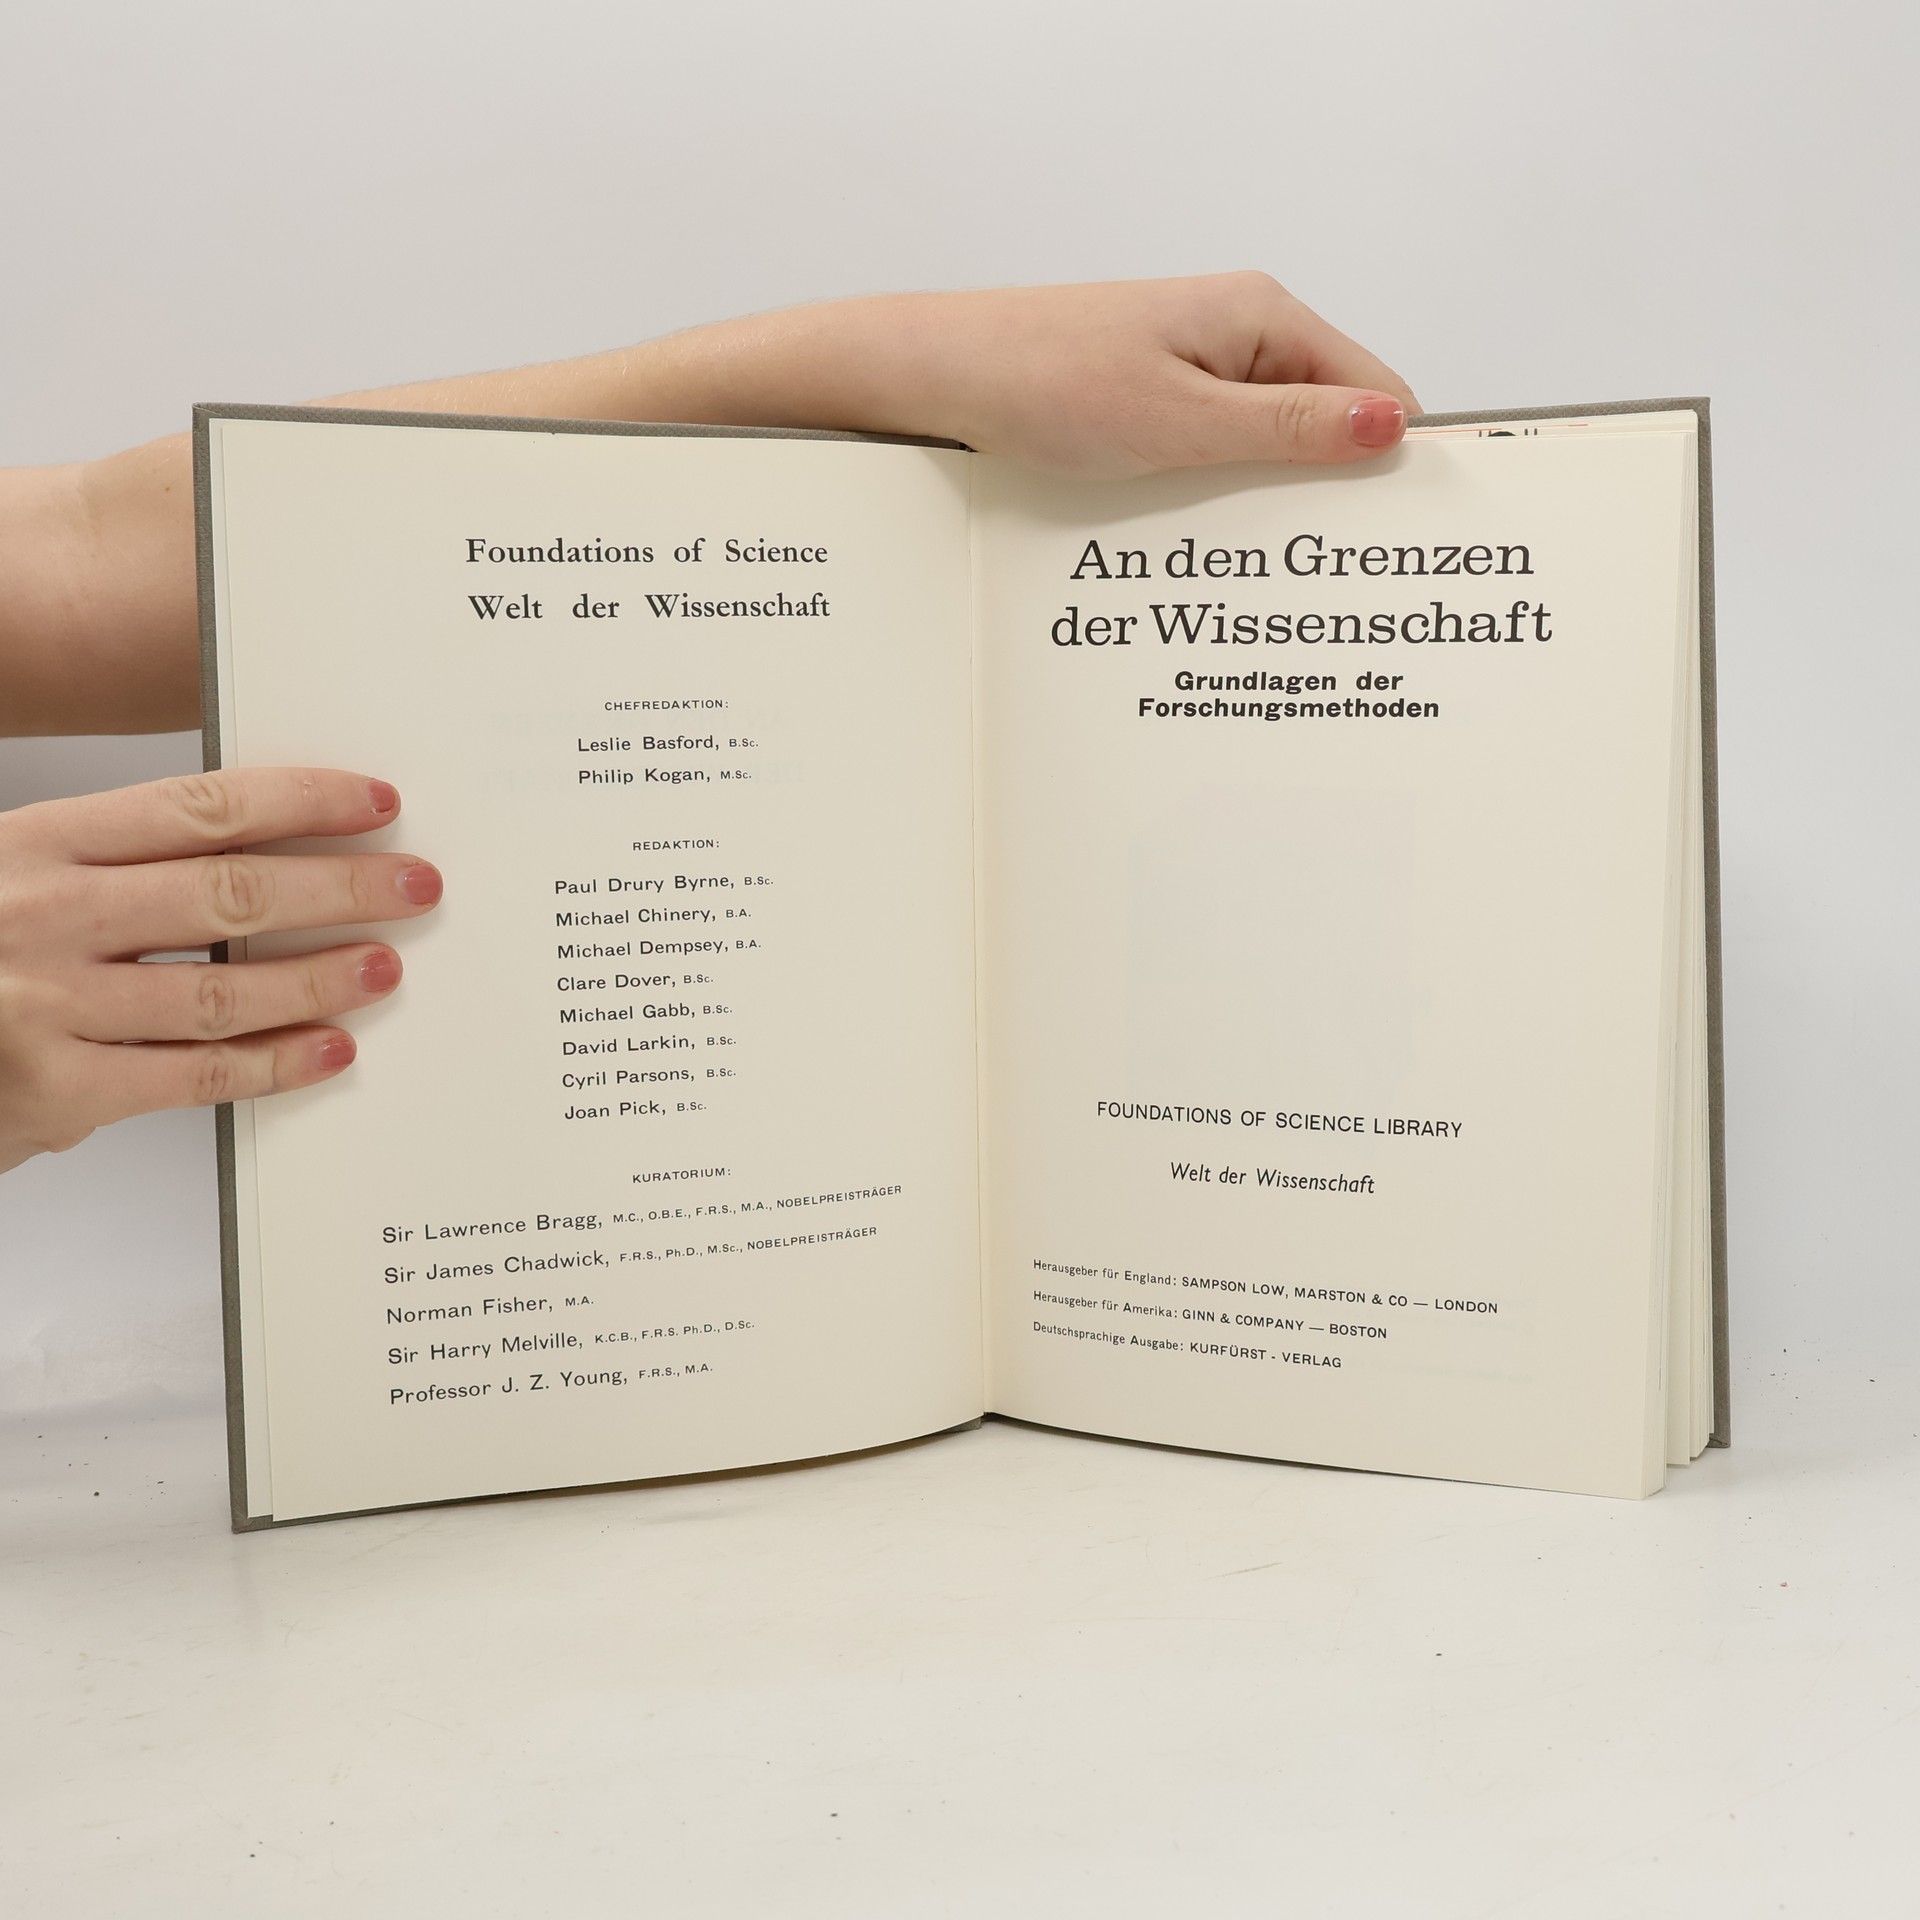 Foundations of Science
Welt der Wissenschaft
CHEFREDAKTION:
Leslie Basford, B.Sc.
Philip Kogan, M.Sc.
REDAKTION:
Paul Drury Byrne, B.Sc.
Michael Chinery, B.A.
Michael Dempsey, B.A.
Clare Dover, B.Sc.
Michael Gabb, B.Sc.
David Larkin, B.Sc.
Cyril Parsons, B.Sc.
Joan Pick, B.Sc.
KURATORIUM:
Sir Lawrence Bragg, M.C., O.B.E., F.R.S., M.A., NOBELPREISTRÄGER
Sir James Chadwick, F.R.S., Ph.D., M.Sc., NOBELPREISTRÄGER
Norman Fisher, M.A.
Sir Harry Melville, K.C.B., F.R.S. Ph.D., D.Sc.
Professor J. Z. Young, F.R.S., M.A.
An den Grenzen
der Wissenschaft
Grundlagen der
Forschungsmethoden
FOUNDATIONS OF SCIENCE LIBRARY
Welt der Wissenschaft
Herausgeber für England: SAMPSON LOW, MARSTON & CO — LONDON
Herausgeber für Amerika: GINN & COMPANY — BOSTON
Deutschsprachige Ausgabe: KURFÜRST - VERLAG